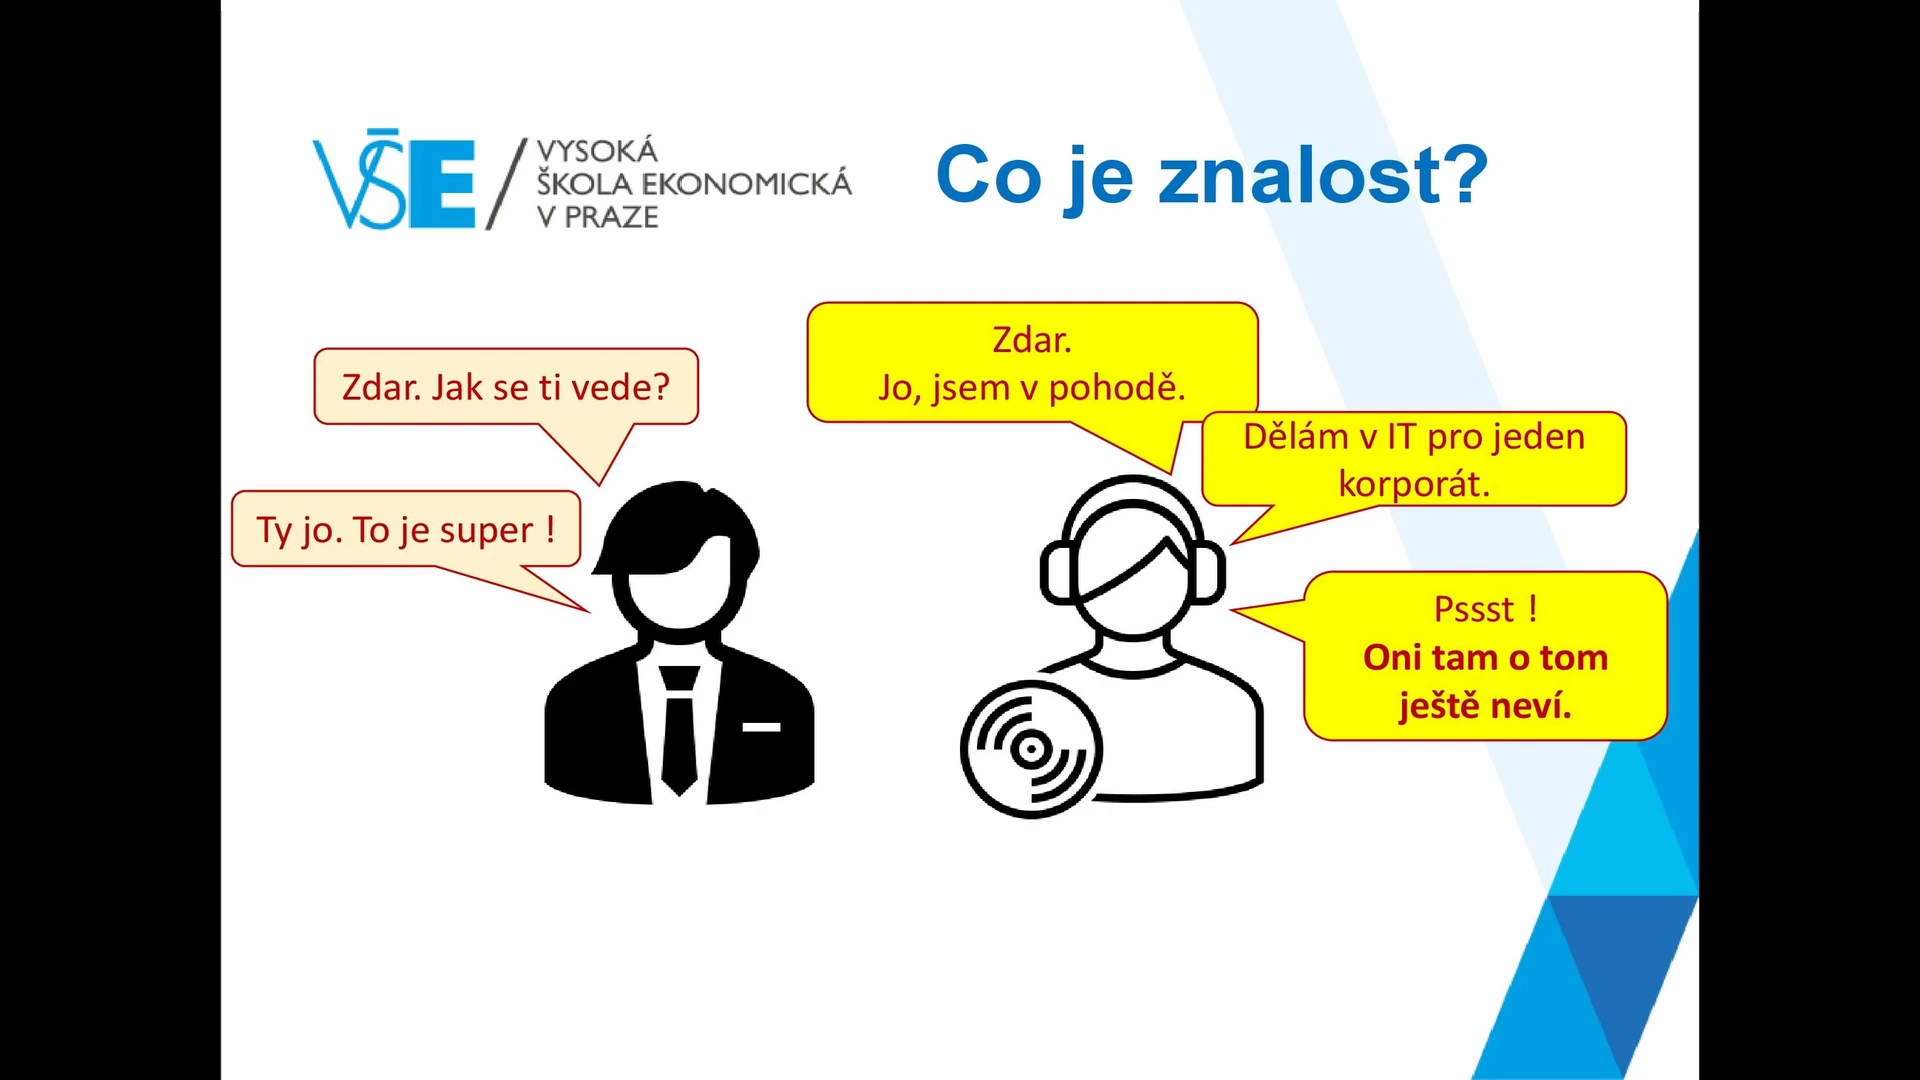 VŠE / VYSOKÁ
ŠKOLA EKONOMICKÁ
V PRAZE
Co je znalost?
Zdar. Jak se ti vede?
Zdar.
Jo, jsem v pohodě.
Dělám v IT pro jeden
korporát.
Ty jo. To je super !
Pssst !
Oni tam o tom
ještě neví.